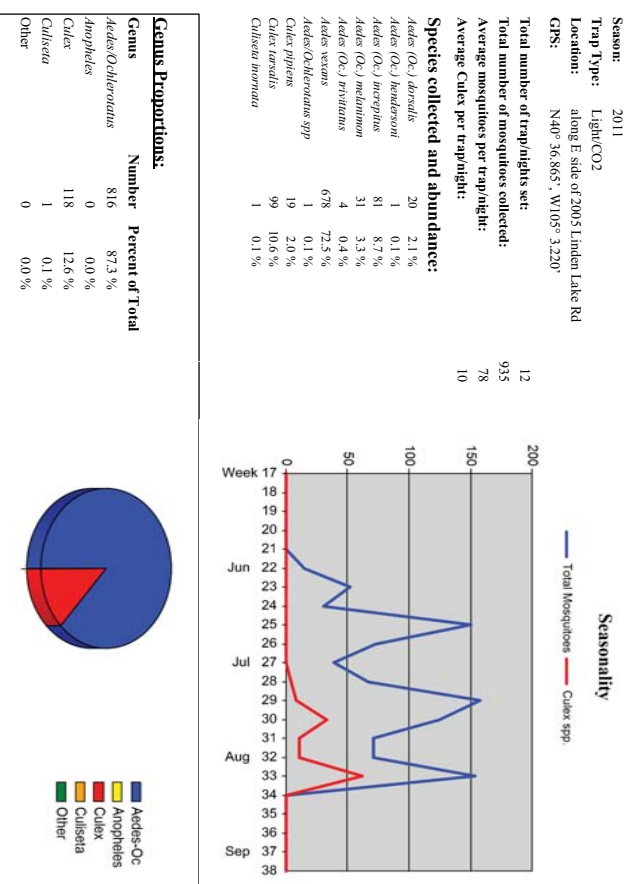 Season: 2011
Trap Type: Light/CO2
Location: along E side of 2005 Linden Lake Rd
GPS: N40° 36.865', W105° 3.220'
Total number of trap/nights set: 12
Total number of mosquitoes collected: 935
Average mosquitoes per trap/night: 78
Average Culex per trap/night: 10
Species collected and abundance:
Aedes (Oc.) dorsalis 20 2.1 %
Aedes (Oc.) hendersoni 1 0.1 %
Aedes (Oc.) increpitus 81 8.7 %
Aedes (Oc.) melanimon 31 3.3 %
Aedes (Oc.) trivittatus 4 0.4 %
Aedes vexans 678 72.5 %
Aedes/Ochlerotatus spp 1 0.1 %
Culex pipiens 19 2.0 %
Culex tarsalis 99 10.6 %
Culiseta inornata 1 0.1 %
Seasonality
Total Mosquitoes Culex spp.
200
150
100
50
0
Week 17
18
19
20
21
Jun 22
23
24
25
26
Jul 27
28
29
30
31
Aug 32
33
34
35
36
Sep 37
38
Genus Proportions:
Genus Number Percent of Total
Aedes/Ochlerotatus 816 87.3 %
Anopheles 0 0.0 %
Culex 118 12.6 %
Culiseta 1 0.1 %
Other 0 0.0 %
Aedes-Oc
Anopheles
Culex
Culiseta
Other